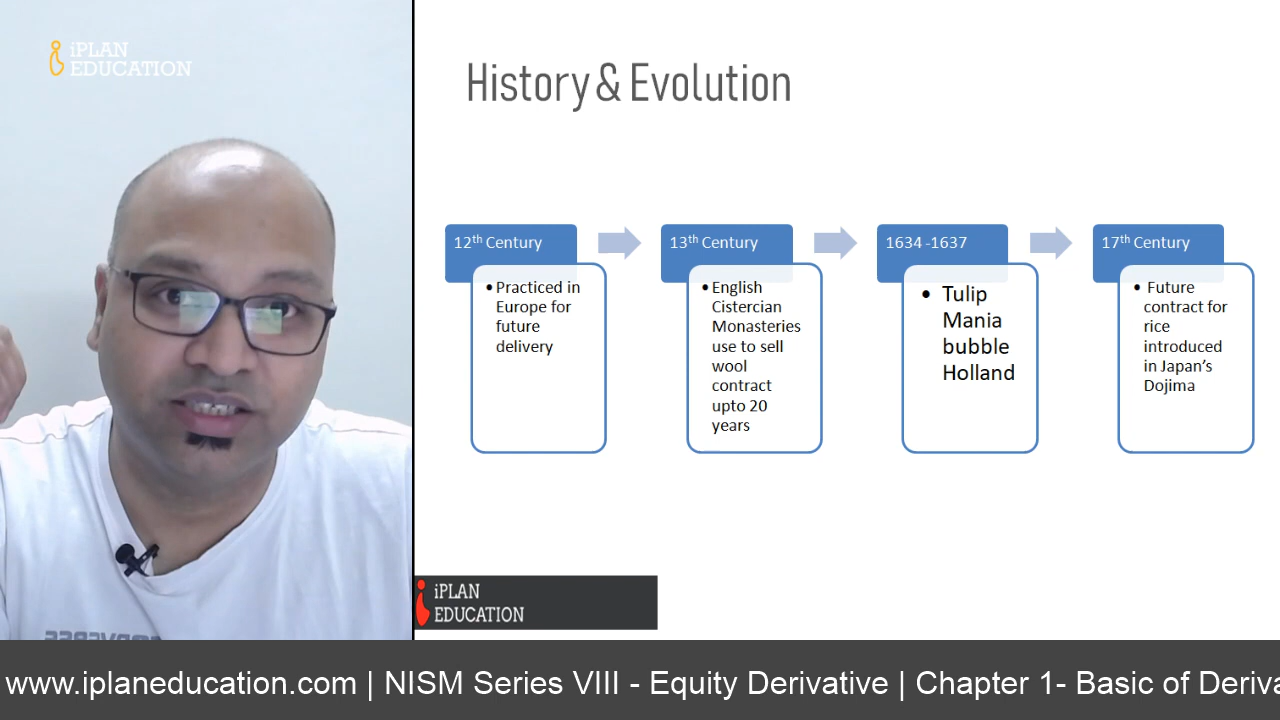 iPLAN
EDUCATION
History & Evolution
12th Century
• Practiced in
Europe for
future
delivery
13th Century
• English
Cistercian
Monasteries
use to sell
wool
contract
upto 20
years
1634 -1637
• Tulip
Mania
bubble
Holland
17th Century
• Future
contract for
rice
introduced
in Japan's
Dojima
iPLAN
EDUCATION
www.iplaneducation.com | NISM Series VIII - Equity Derivative | Chapter 1- Basic of Deriva